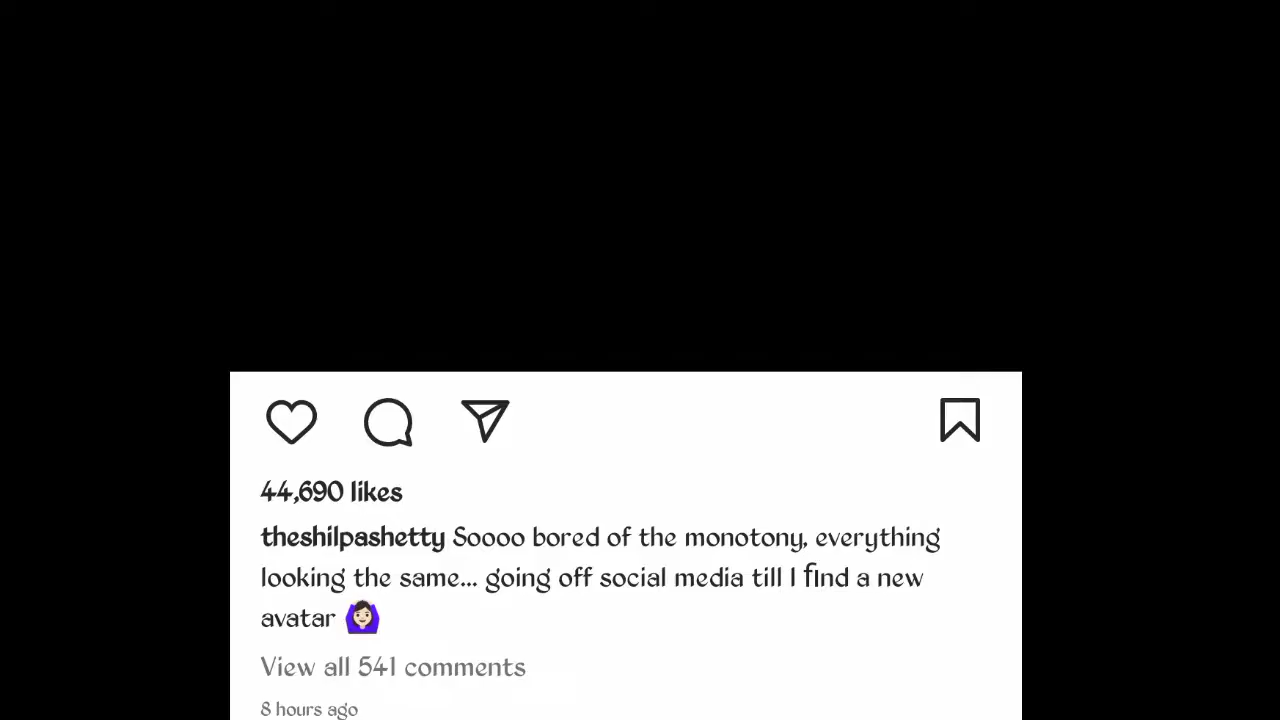 44,690 likes
theshilpashetty Soooo bored of the monotony, everything
looking the same... going off social media till I find a new
avatar 🙆🏻‍♀️
View all 541 comments
8 hours ago